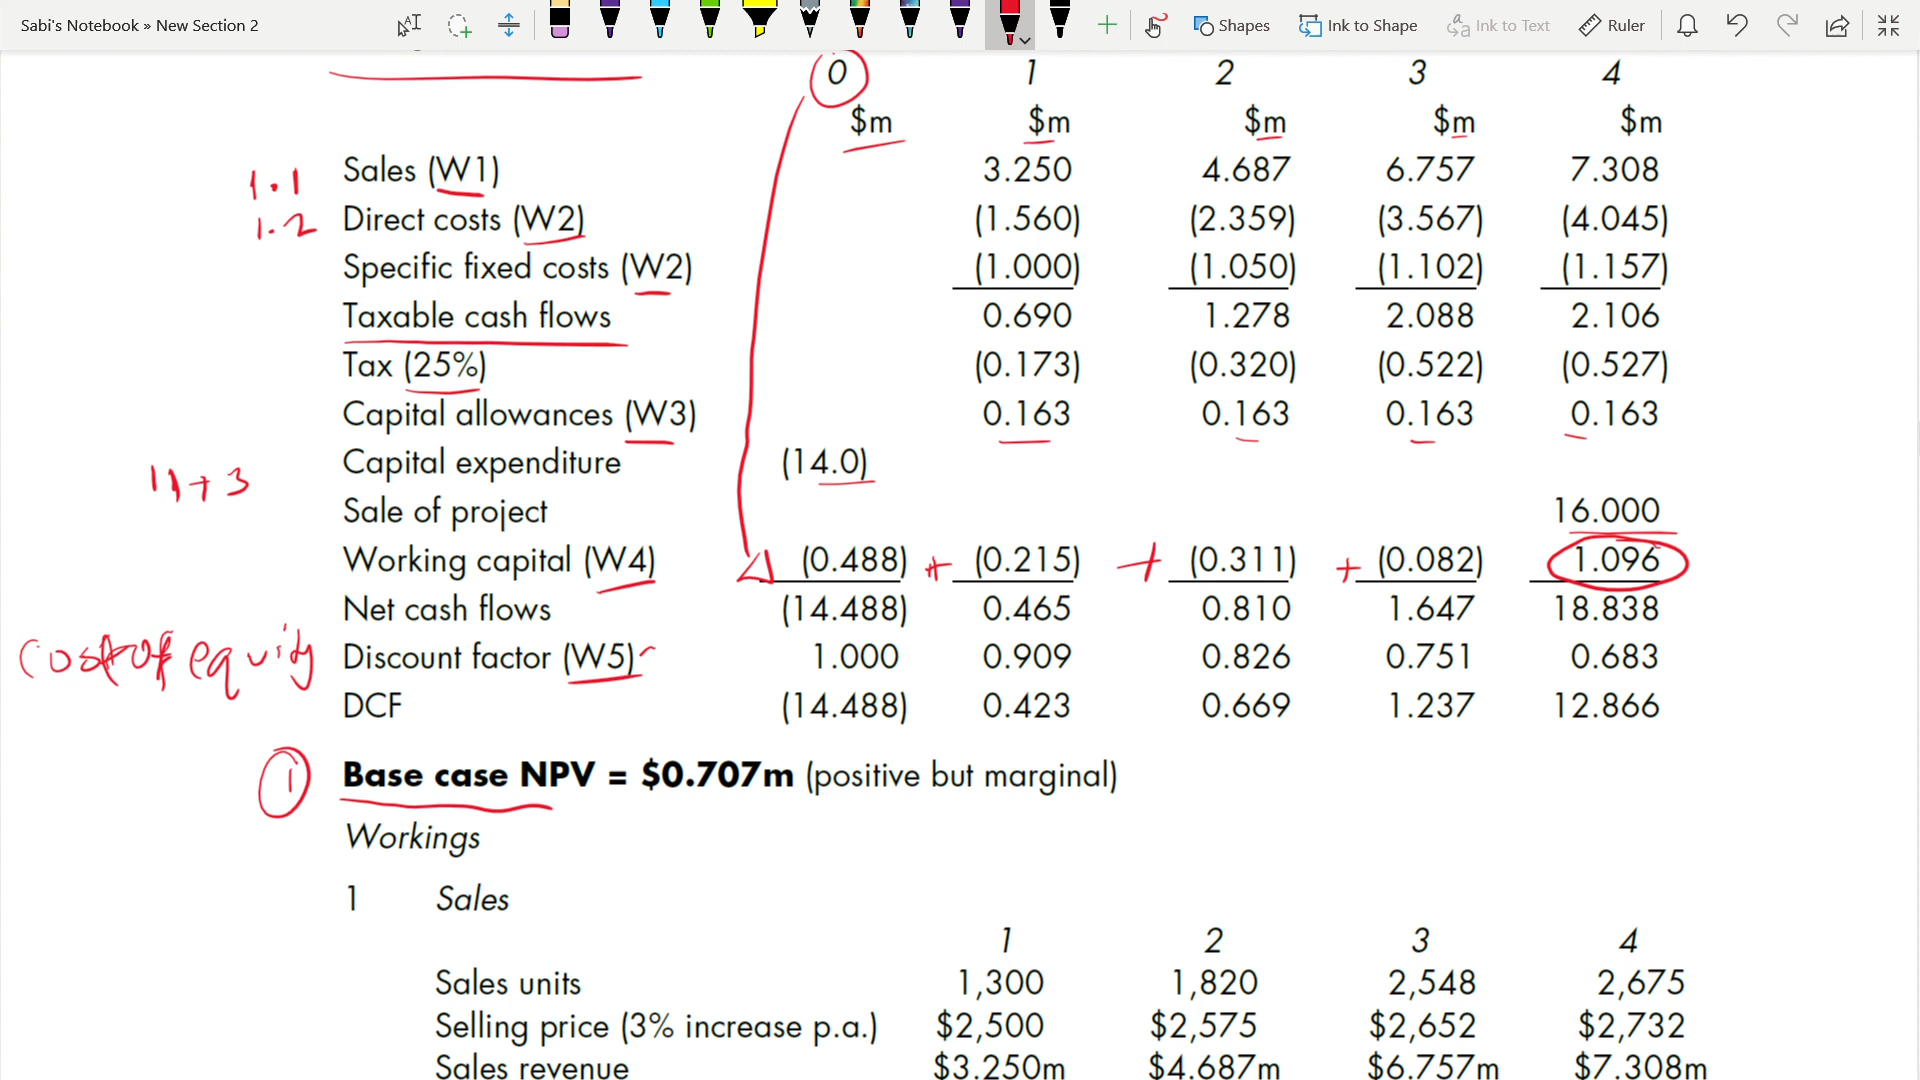 Sabi's Notebook » New Section 2 Shapes Ink to Shape Ink to Text Ruler
0 1 2 3 4
$m $m $m $m $m
1.1 Sales (W1) 3.250 4.687 6.757 7.308
1.2 Direct costs (W2) (1.560) (2.359) (3.567) (4.045)
Specific fixed costs (W2) (1.000) (1.050) (1.102) (1.157)
Taxable cash flows 0.690 1.278 2.088 2.106
Tax (25%) (0.173) (0.320) (0.522) (0.527)
Capital allowances (W3) 0.163 0.163 0.163 0.163
Capital expenditure (14.0)
11+3
Sale of project 16.000
Working capital (W4) (0.488) + (0.215) + (0.311) + (0.082) 1.096
Net cash flows (14.488) 0.465 0.810 1.647 18.838
cost of equity Discount factor (W5) 1.000 0.909 0.826 0.751 0.683
DCF (14.488) 0.423 0.669 1.237 12.866
1 Base case NPV = $0.707m (positive but marginal)
Workings
1 Sales
1 2 3 4
Sales units 1,300 1,820 2,548 2,675
Selling price (3% increase p.a.) $2,500 $2,575 $2,652 $2,732
Sales revenue $3.250m $4.687m $6.757m $7.308m